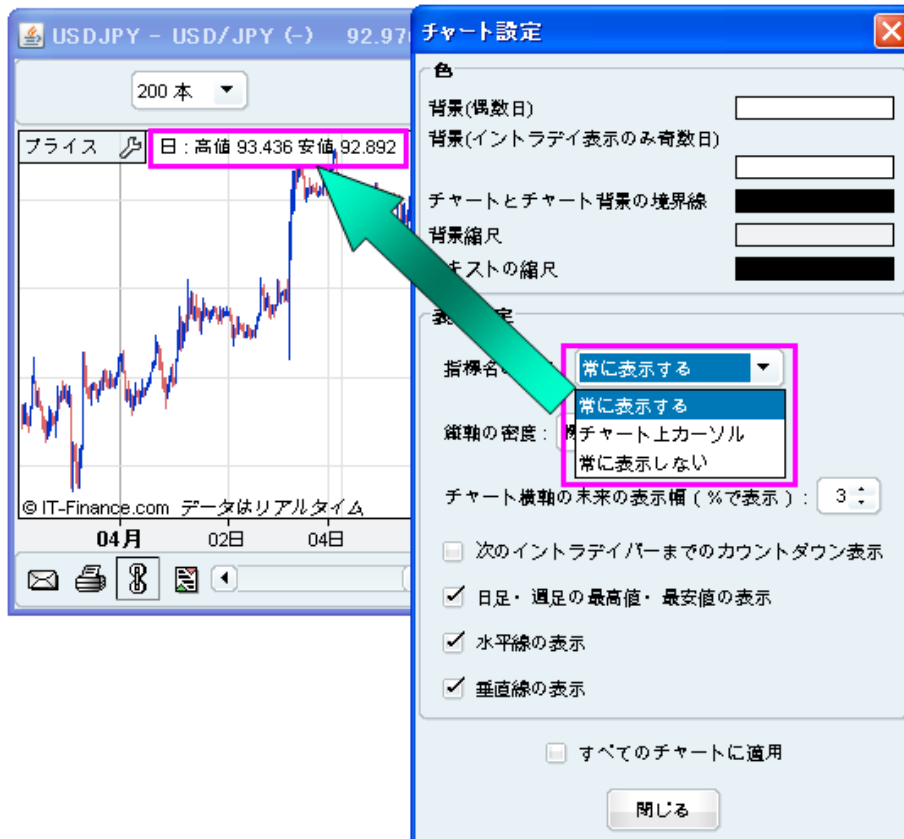 USDJPY - USD/JPY (-) 92.97
200 本
プライス
日 : 高値 93.436 安値 92.892
© IT-Finance.com データはリアルタイム
04月 02日 04日
チャート設定
色
背景(偶数日)
背景(イントラデイ表示のみ奇数日)
チャートとチャート背景の境界線
背景縮尺
キストの縮尺
指標名の
常に表示する
常に表示する
チャート上カーソル
常に表示しない
縦軸の密度 :
チャート横軸の未来の表示幅 ( %で表示 ) : 3
次のイントラデイバーまでのカウントダウン表示
日足・週足の最高値・最安値の表示
水平線の表示
垂直線の表示
すべてのチャートに適用
閉じる